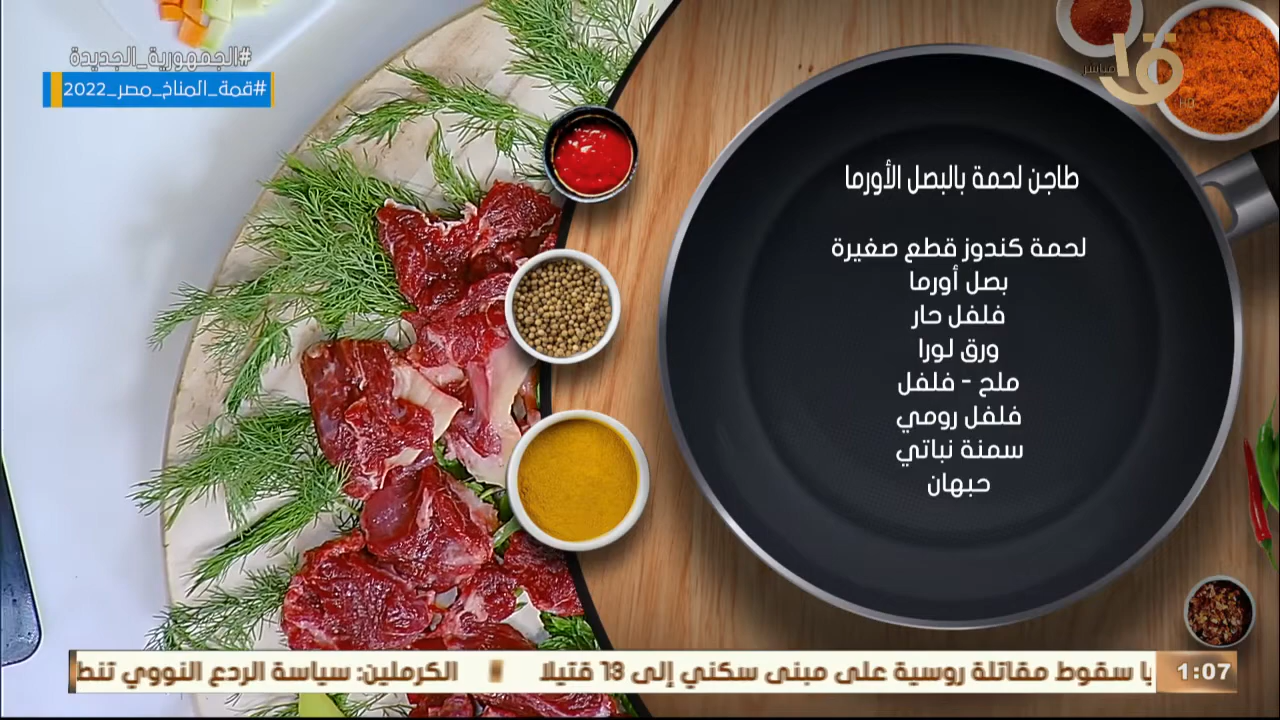 #الجمهورية_الجديدة
#قمة_المناخ_مصر_2022
مباشر
HD
طاجن لحمة بالبصل الأورما
لحمة كندوز قطع صغيرة
بصل أورما
فلفل حار
ورق لورا
ملح - فلفل
فلفل رومي
سمنة نباتي
حبهان
يا سقوط مقاتلة روسية على مبنى سكني إلى 13 قتيلا
الكرملين: سياسة الردع النووي تنط
1:07